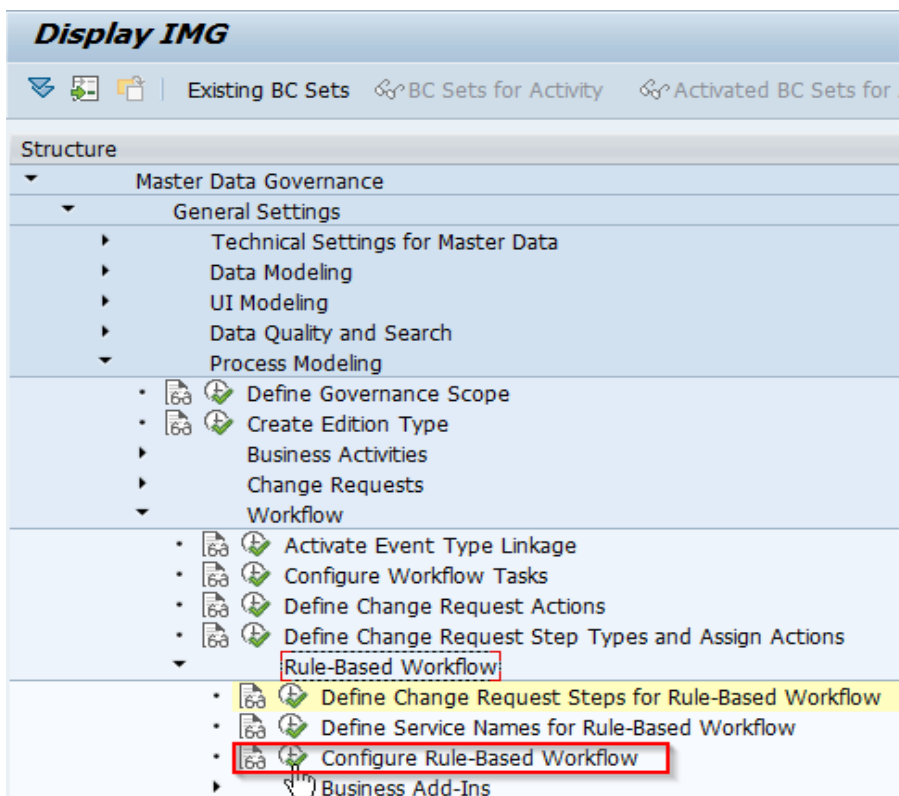 Display IMG
Existing BC Sets BC Sets for Activity Activated BC Sets for
Structure
Master Data Governance
General Settings
Technical Settings for Master Data
Data Modeling
UI Modeling
Data Quality and Search
Process Modeling
Define Governance Scope
Create Edition Type
Business Activities
Change Requests
Workflow
Activate Event Type Linkage
Configure Workflow Tasks
Define Change Request Actions
Define Change Request Step Types and Assign Actions
Rule-Based Workflow
Define Change Request Steps for Rule-Based Workflow
Define Service Names for Rule-Based Workflow
Configure Rule-Based Workflow
Business Add-Ins